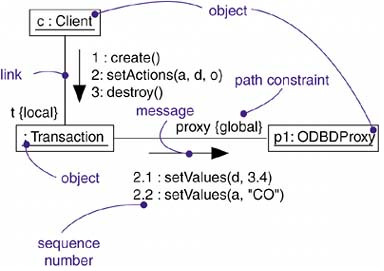 c : Client
object
1 : create()
2: setActions(a, d, o)
3: destroy()
link
path constraint
t {local}
message
proxy {global}
: Transaction
p1: ODBDProxy
object
2.1 : setValues(d, 3.4)
2.2 : setValues(a, "CO")
sequence
number